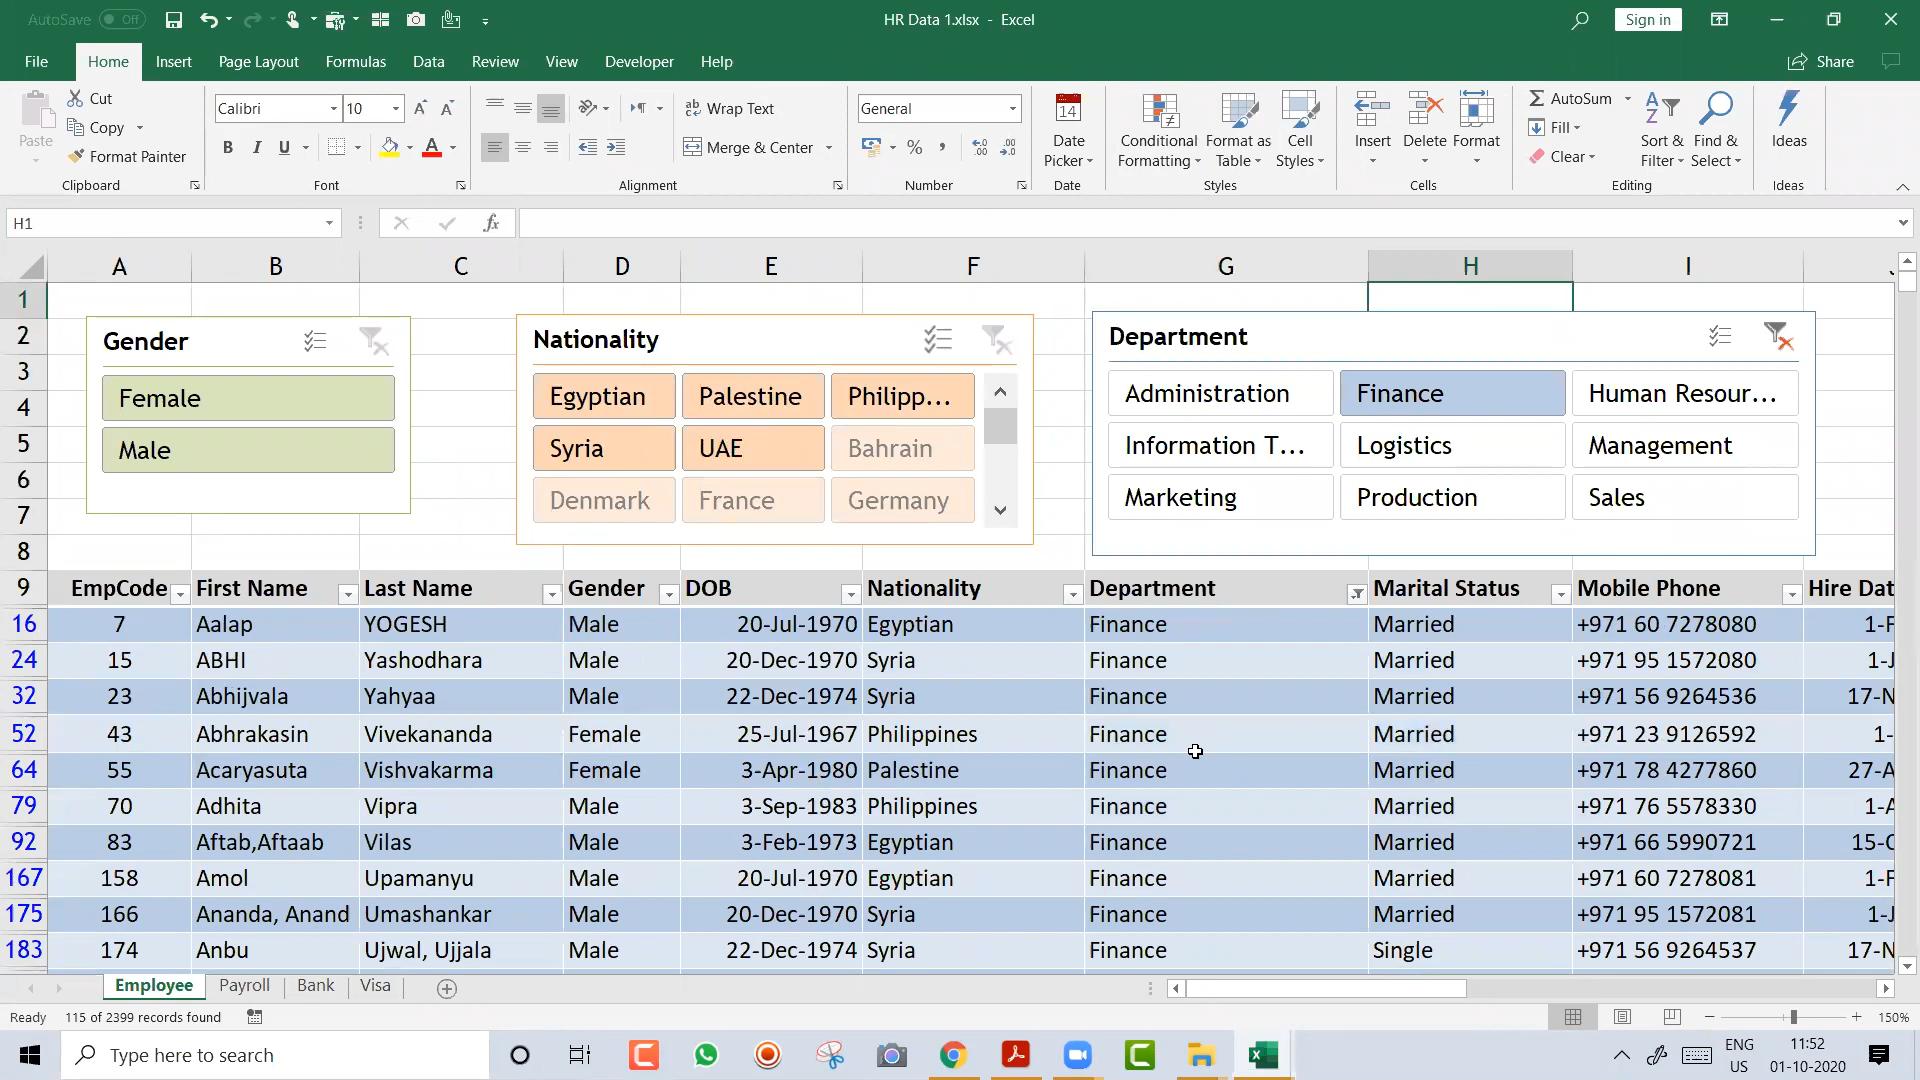 AutoSave Off HR Data 1.xlsx - Excel Sign in
File Home Insert Page Layout Formulas Data Review View Developer Help Share
Paste Cut Copy Format Painter Clipboard
Calibri 10 B I U A Font
Wrap Text Merge & Center Alignment
General % , Number
14 Date Picker Date
Conditional Formatting Format as Table Cell Styles Styles
Insert Delete Format Cells
AutoSum Fill Clear Sort & Filter Find & Select Editing
Ideas Ideas
H1 fx
A B C D E F G H I
1
2
3
4
5
6
7
8
Gender
Female
Male
Nationality
Egyptian Palestine Philipp...
Syria UAE Bahrain
Denmark France Germany
Department
Administration Finance Human Resour...
Information T... Logistics Management
Marketing Production Sales
9 EmpCode First Name Last Name Gender DOB Nationality Department Marital Status Mobile Phone Hire Dat
16 7 Aalap YOGESH Male 20-Jul-1970 Egyptian Finance Married +971 60 7278080 1-F
24 15 ABHI Yashodhara Male 20-Dec-1970 Syria Finance Married +971 95 1572080 1-J
32 23 Abhijvala Yahyaa Male 22-Dec-1974 Syria Finance Married +971 56 9264536 17-N
52 43 Abhrakasin Vivekananda Female 25-Jul-1967 Philippines Finance Married +971 23 9126592 1-
64 55 Acaryasuta Vishvakarma Female 3-Apr-1980 Palestine Finance Married +971 78 4277860 27-A
79 70 Adhita Vipra Male 3-Sep-1983 Philippines Finance Married +971 76 5578330 1-A
92 83 Aftab,Aftaab Vilas Male 3-Feb-1973 Egyptian Finance Married +971 66 5990721 15-O
167 158 Amol Upamanyu Male 20-Jul-1970 Egyptian Finance Married +971 60 7278081 1-F
175 166 Ananda, Anand Umashankar Male 20-Dec-1970 Syria Finance Married +971 95 1572081 1-J
183 174 Anbu Ujwal, Ujjala Male 22-Dec-1974 Syria Finance Single +971 56 9264537 17-N
Employee Payroll Bank Visa
Ready 115 of 2399 records found 150%
Type here to search ENG US 11:52 01-10-2020